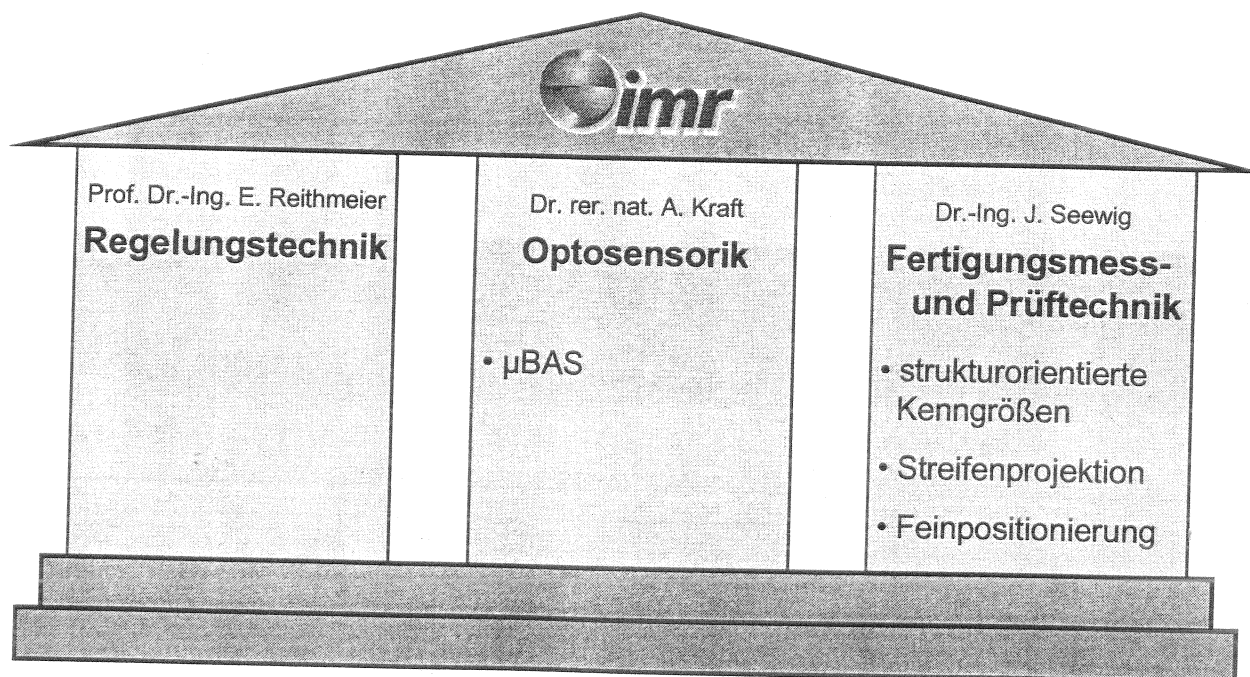 imr
Prof. Dr.-Ing. E. Reithmeier
Regelungstechnik
Dr. rer. nat. A. Kraft
Optosensorik
• µBAS
Dr.-Ing. J. Seewig
Fertigungsmess-
und Prüftechnik
• strukturorientierte
Kenngrößen
• Streifenprojektion
• Feinpositionierung